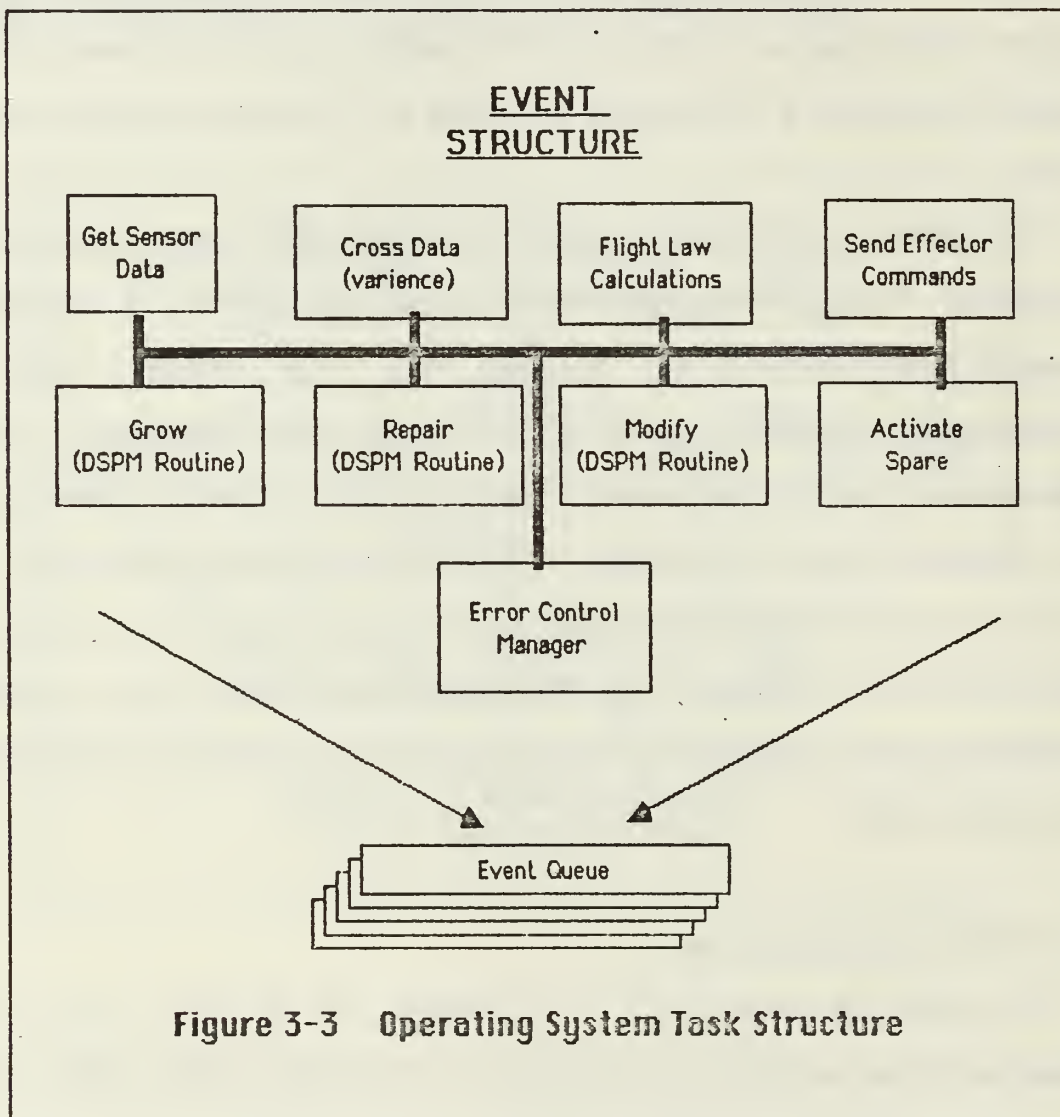 EVENT
STRUCTURE
Get Sensor
Data
Cross Data
(varience)
Flight Law
Calculations
Send Effector
Commands
Grow
(DSPM Routine)
Repair
(DSPM Routine)
Modify
(DSPM Routine)
Activate
Spare
Error Control
Manager
Event Queue
Figure 3-3 Operating System Task Structure